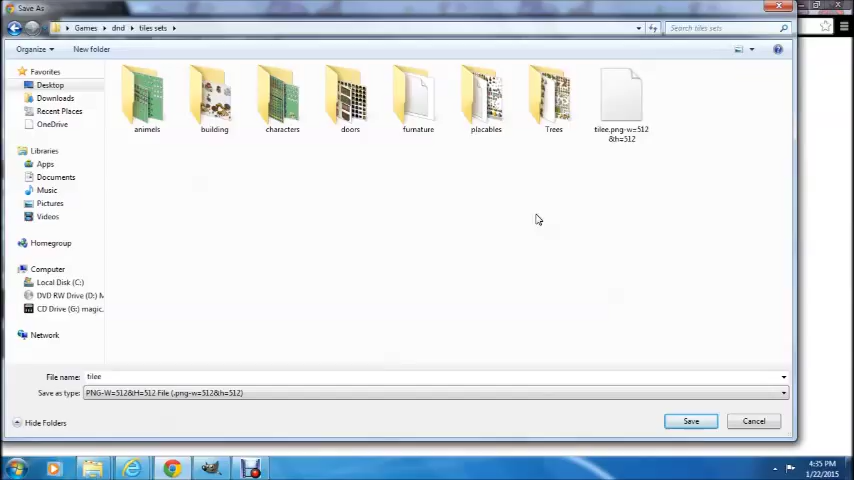 Save As
Games
dnd
tiles sets
Search tiles sets
Organize
New folder
Favorites
Desktop
Downloads
Recent Places
OneDrive
Libraries
Apps
Documents
Music
Pictures
Videos
Homegroup
Computer
Local Disk (C:)
DVD RW Drive (D:) M
CD Drive (G:) magic.
Network
animels
building
characters
doors
furnature
placables
Trees
tilee.png-w=512
&h=512
File name:
tilee
Save as type:
PNG-W=512&H=512 File (.png-w=512&h=512)
Hide Folders
Save
Cancel
4:35 PM
1/22/2015